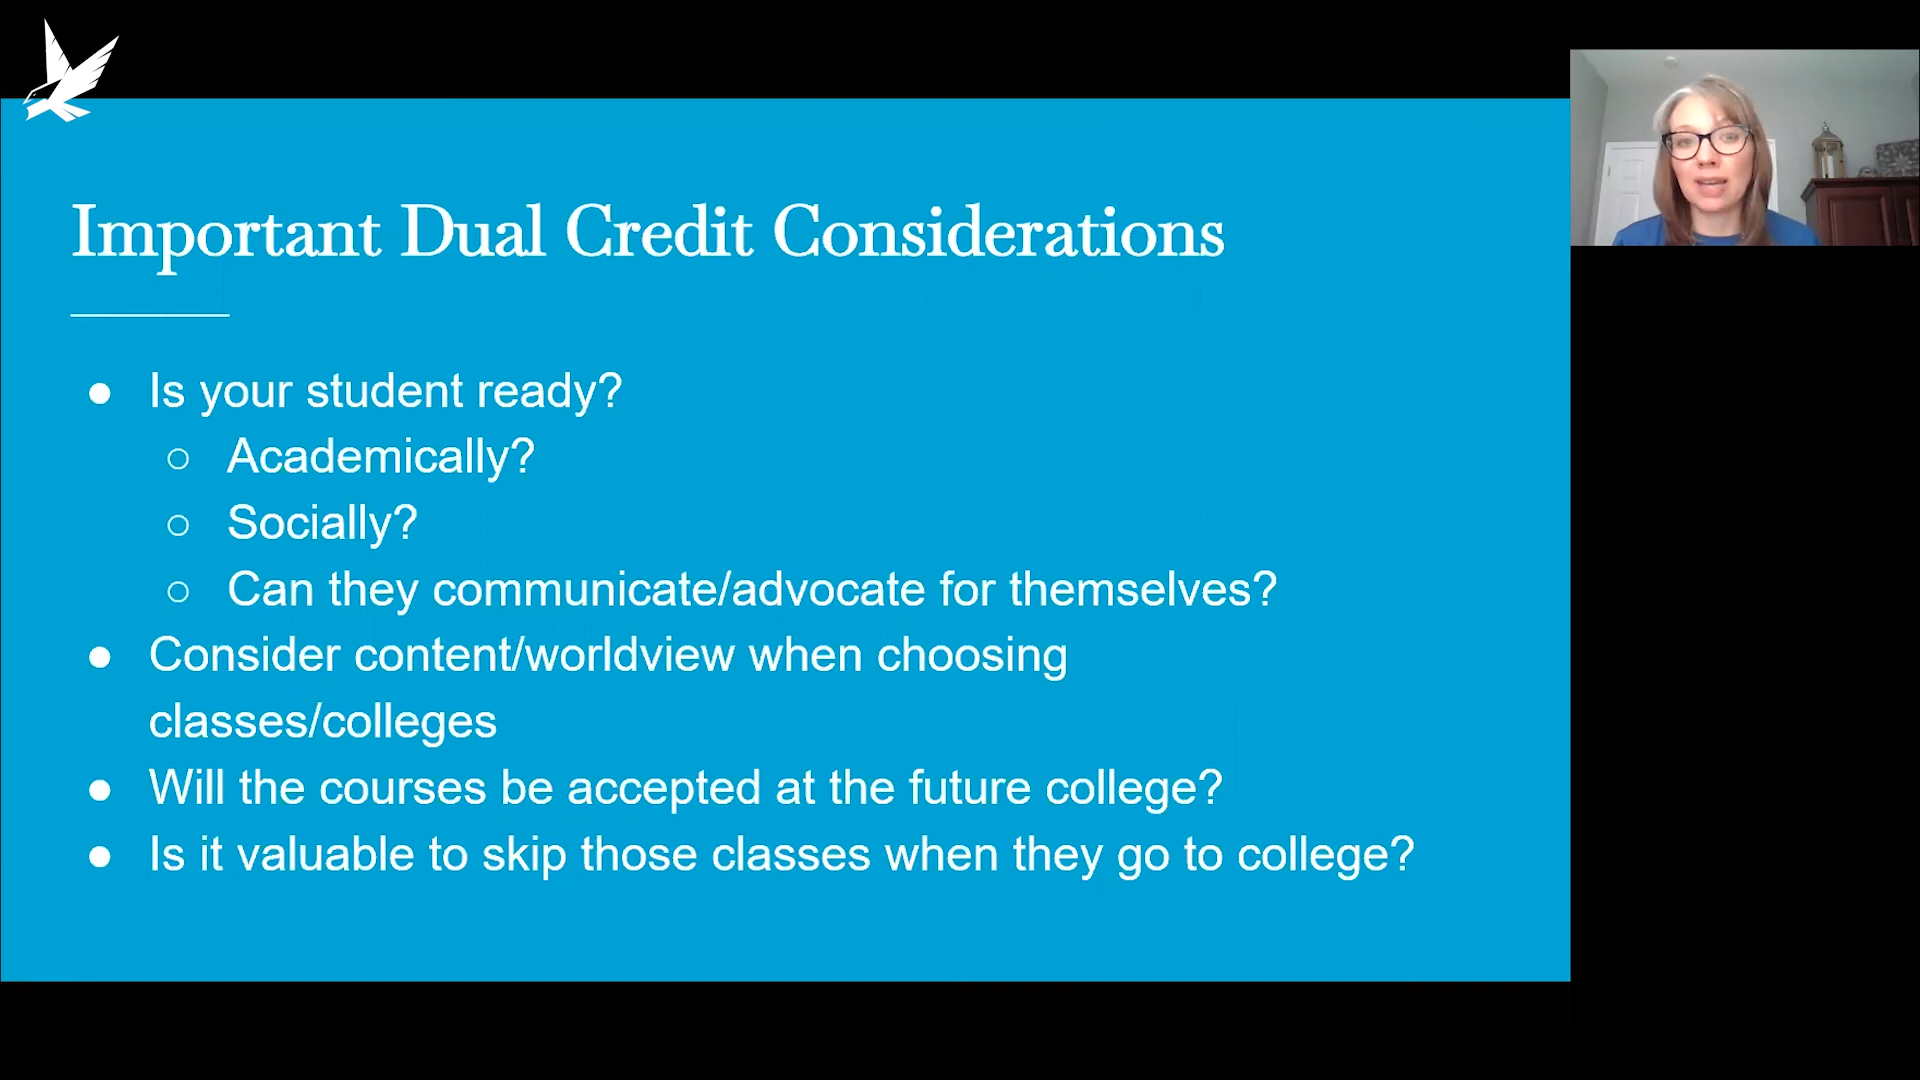 Important Dual Credit Considerations
● Is your student ready?
○ Academically?
○ Socially?
○ Can they communicate/advocate for themselves?
● Consider content/worldview when choosing
classes/colleges
● Will the courses be accepted at the future college?
● Is it valuable to skip those classes when they go to college?